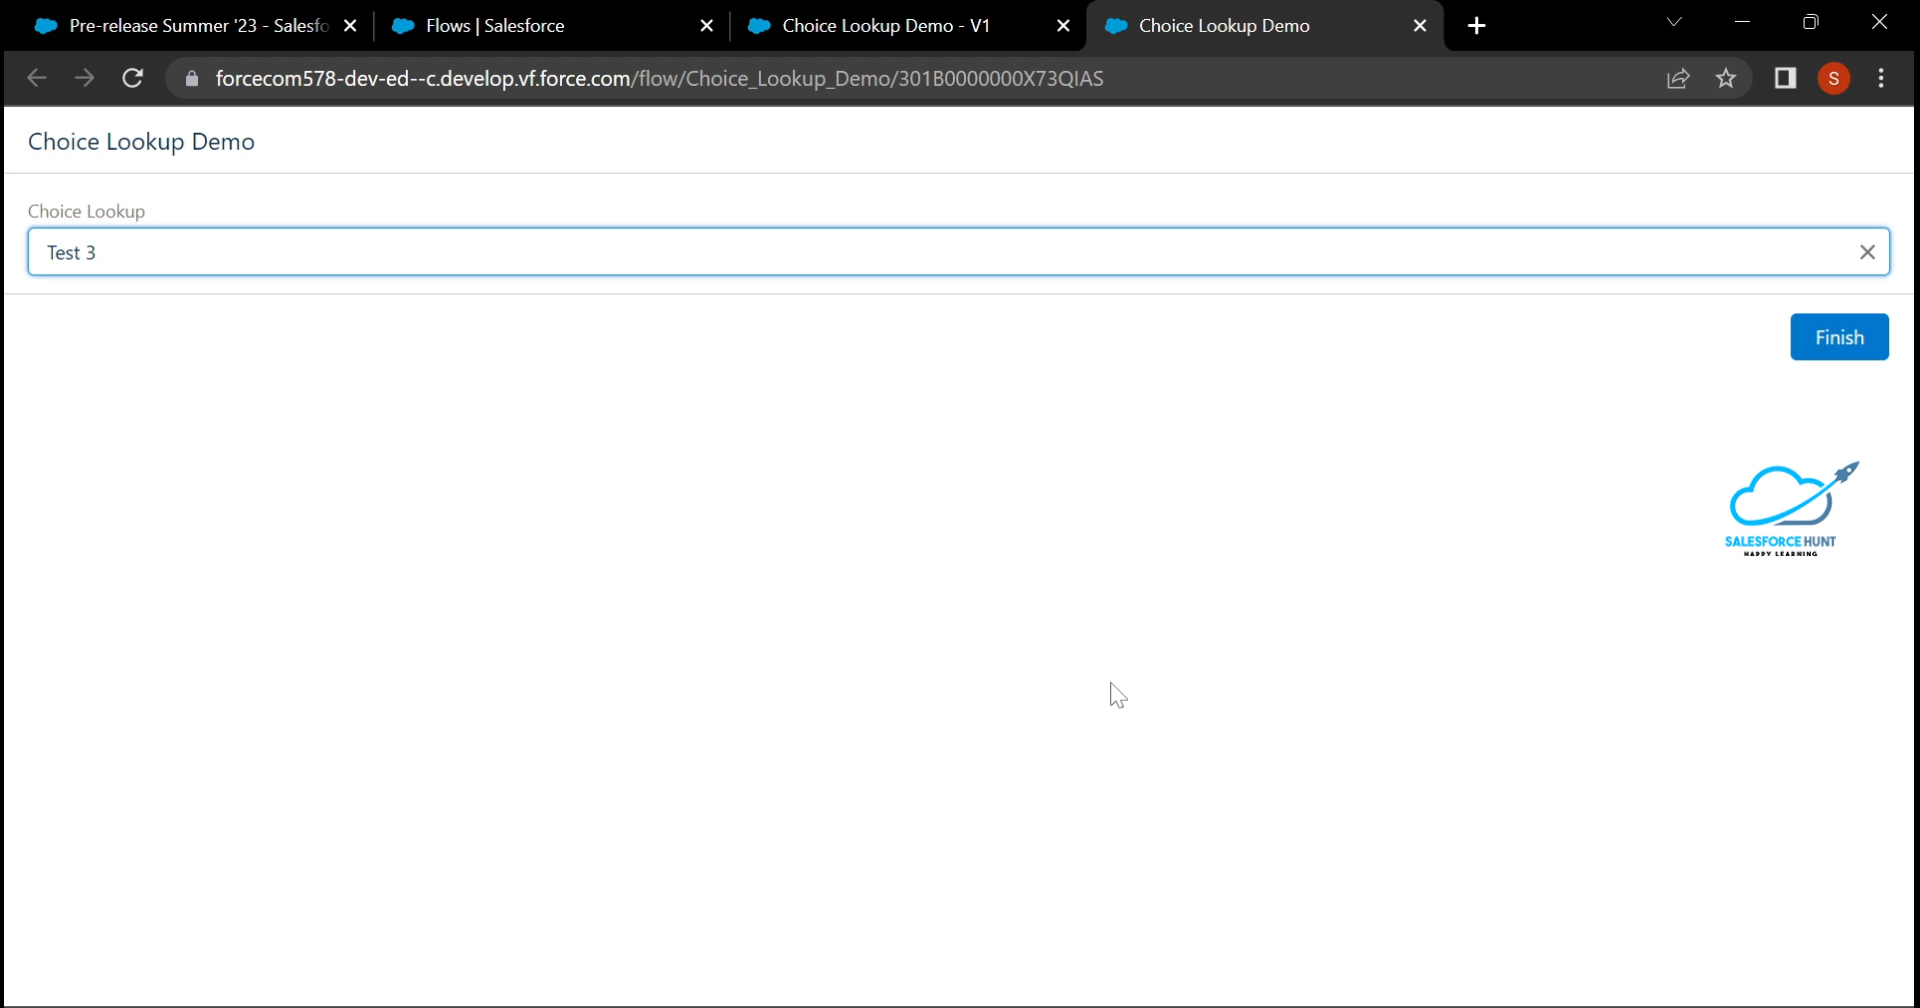 Pre-release Summer '23 - Salesfo
Flows | Salesforce
Choice Lookup Demo - V1
Choice Lookup Demo
forcecom578-dev-ed--c.develop.vf.force.com/flow/Choice_Lookup_Demo/301B0000000X73QIAS
S
Choice Lookup Demo
Choice Lookup
Test 3
Finish
SALESFORCE HUNT
HAPPY LEARNING